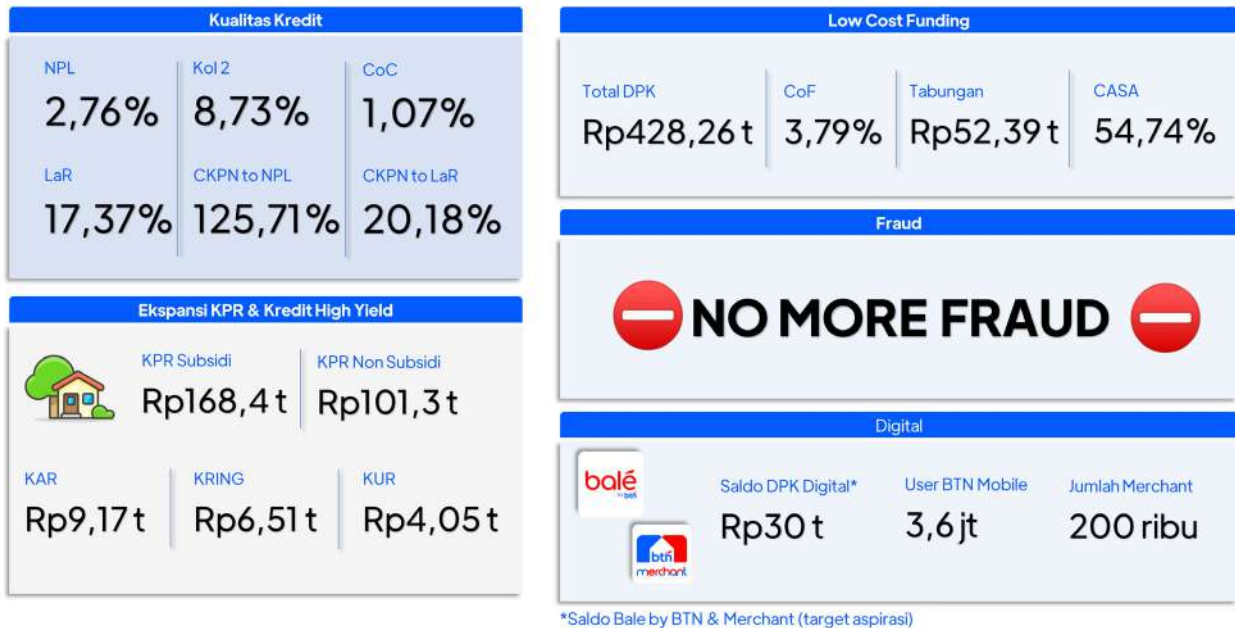 Kualitas Kredit
NPL
Kol 2
CoC
2,76%
8,73%
1,07%
LaR
CKPN to NPL
CKPN to LaR
17,37%
125,71%
20,18%
Ekspansi KPR & Kredit High Yield
KPR Subsidi
KPR Non Subsidi
Rp168,4 t
Rp101,3 t
KAR
KRING
KUR
Rp9,17 t
Rp6,51 t
Rp4,05 t
Low Cost Funding
Total DPK
CoF
Tabungan
CASA
Rp428,26 t
3,79%
Rp52,39 t
54,74%
Fraud
NO MORE FRAUD
Digital
balé
by btn
btn
merchant
Saldo DPK Digital*
User BTN Mobile
Jumlah Merchant
Rp30 t
3,6 jt
200 ribu
*Saldo Bale by BTN & Merchant (target aspirasi)